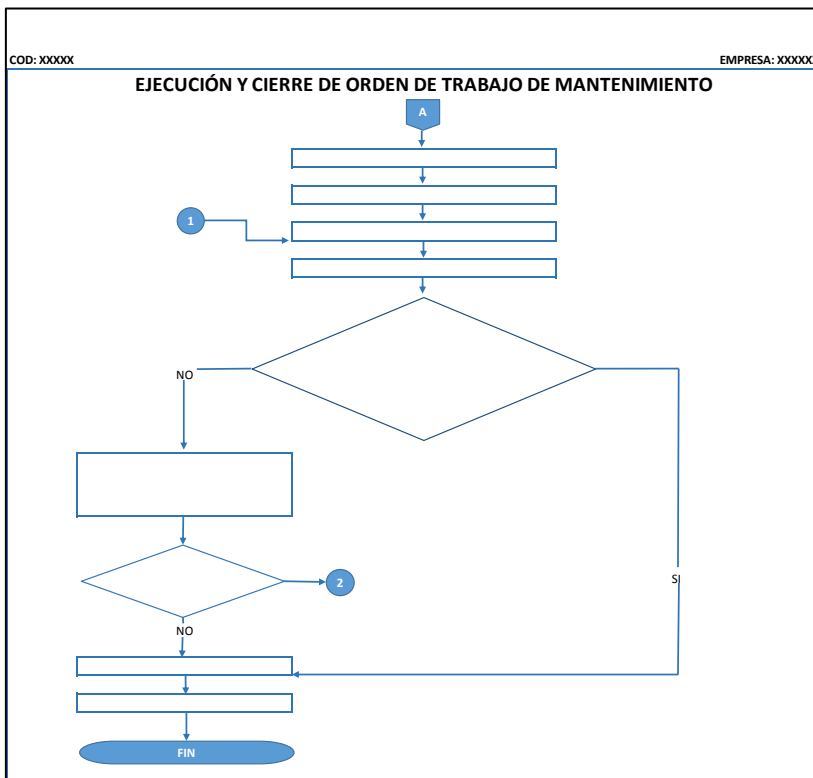 COD: XXXXX
EMPRESA: XXXXX
EJECUCIÓN Y CIERRE DE ORDEN DE TRABAJO DE MANTENIMIENTO
A
1
NO
2
SI
NO
FIN